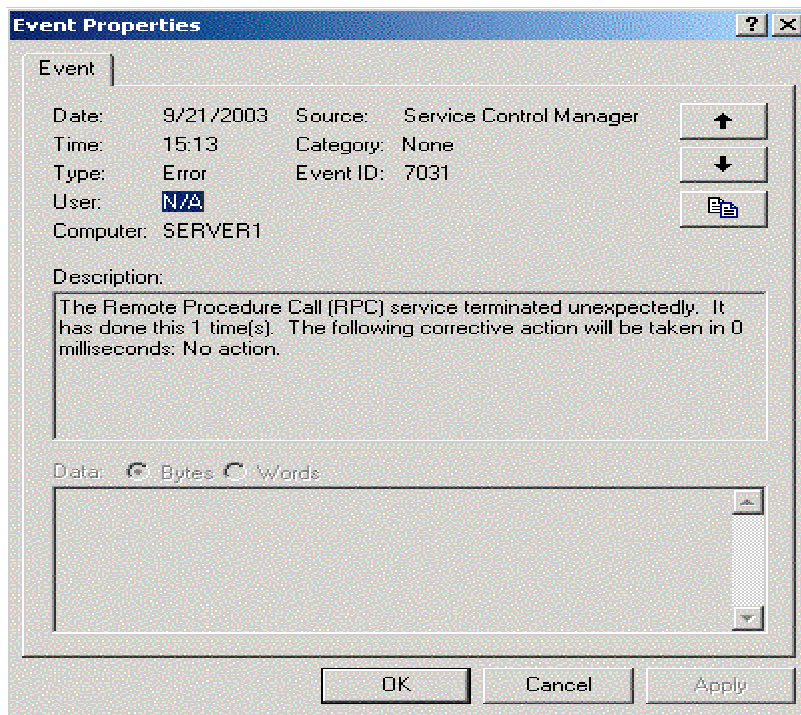 Event Properties
Event
Date: 9/21/2003 Source: Service Control Manager
Time: 15:13 Category: None
Type: Error Event ID: 7031
User: N/A
Computer: SERVER1
Description:
The Remote Procedure Call (RPC) service terminated unexpectedly. It
has done this 1 time(s). The following corrective action will be taken in 0
milliseconds: No action.
Data: Bytes Words
OK Cancel Apply